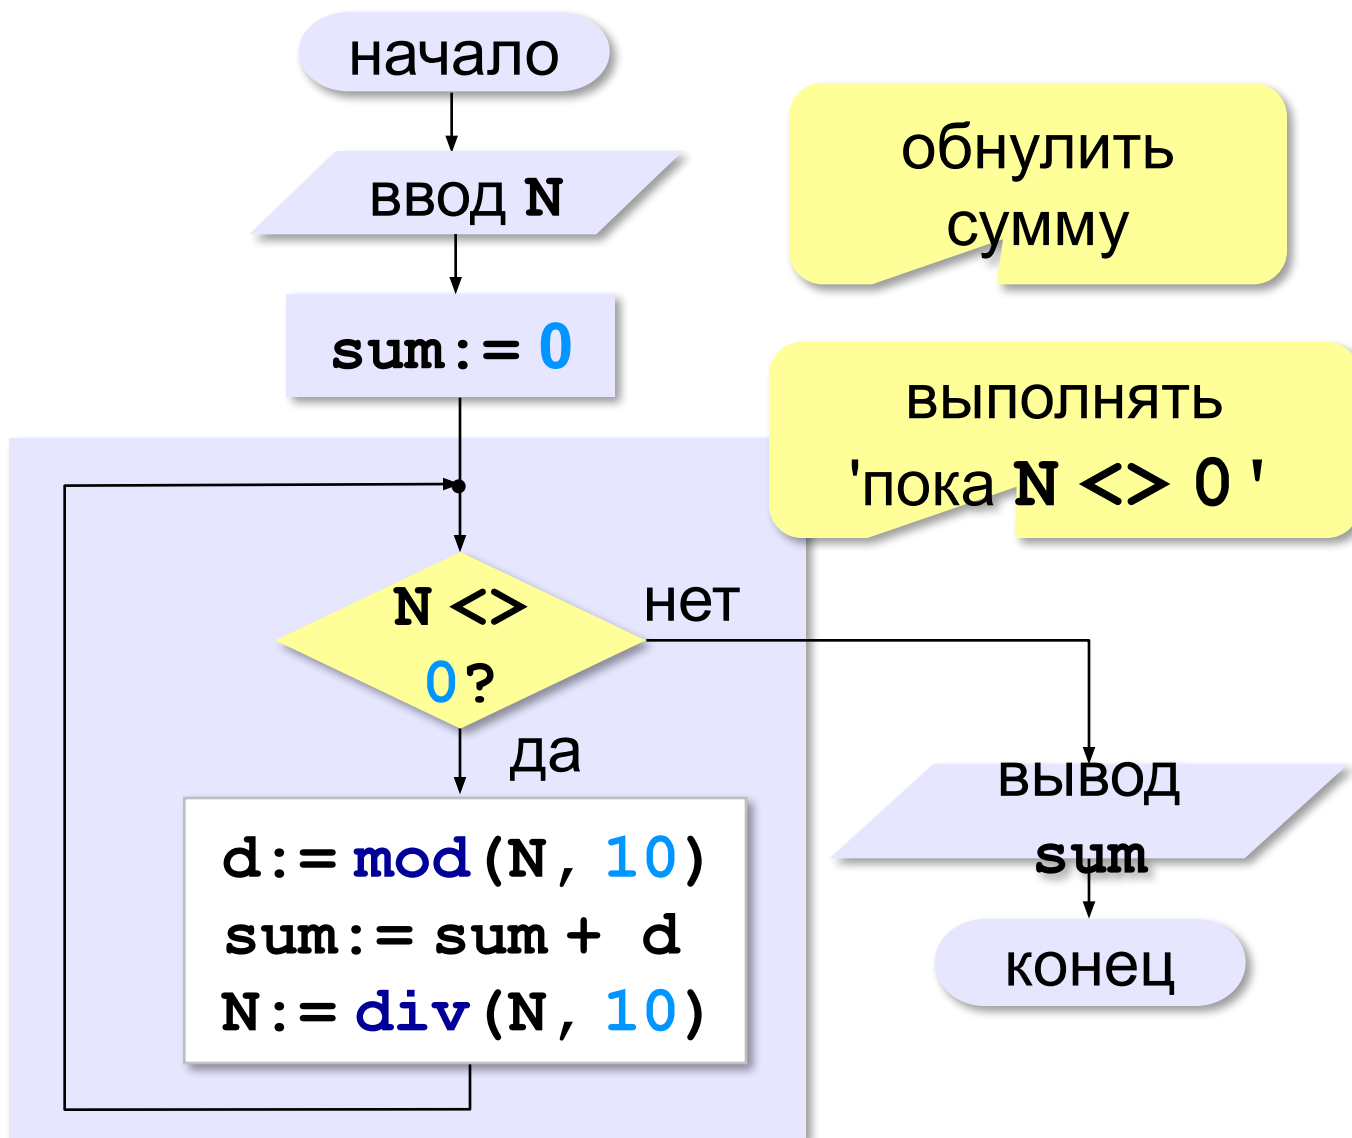 начало
ввод N
sum:= 0
обнулить
сумму
выполнять
'пока N <> 0 '
N <>
0?
нет
да
d:= mod(N, 10)
sum:= sum + d
N:= div(N, 10)
вывод
sum
конец